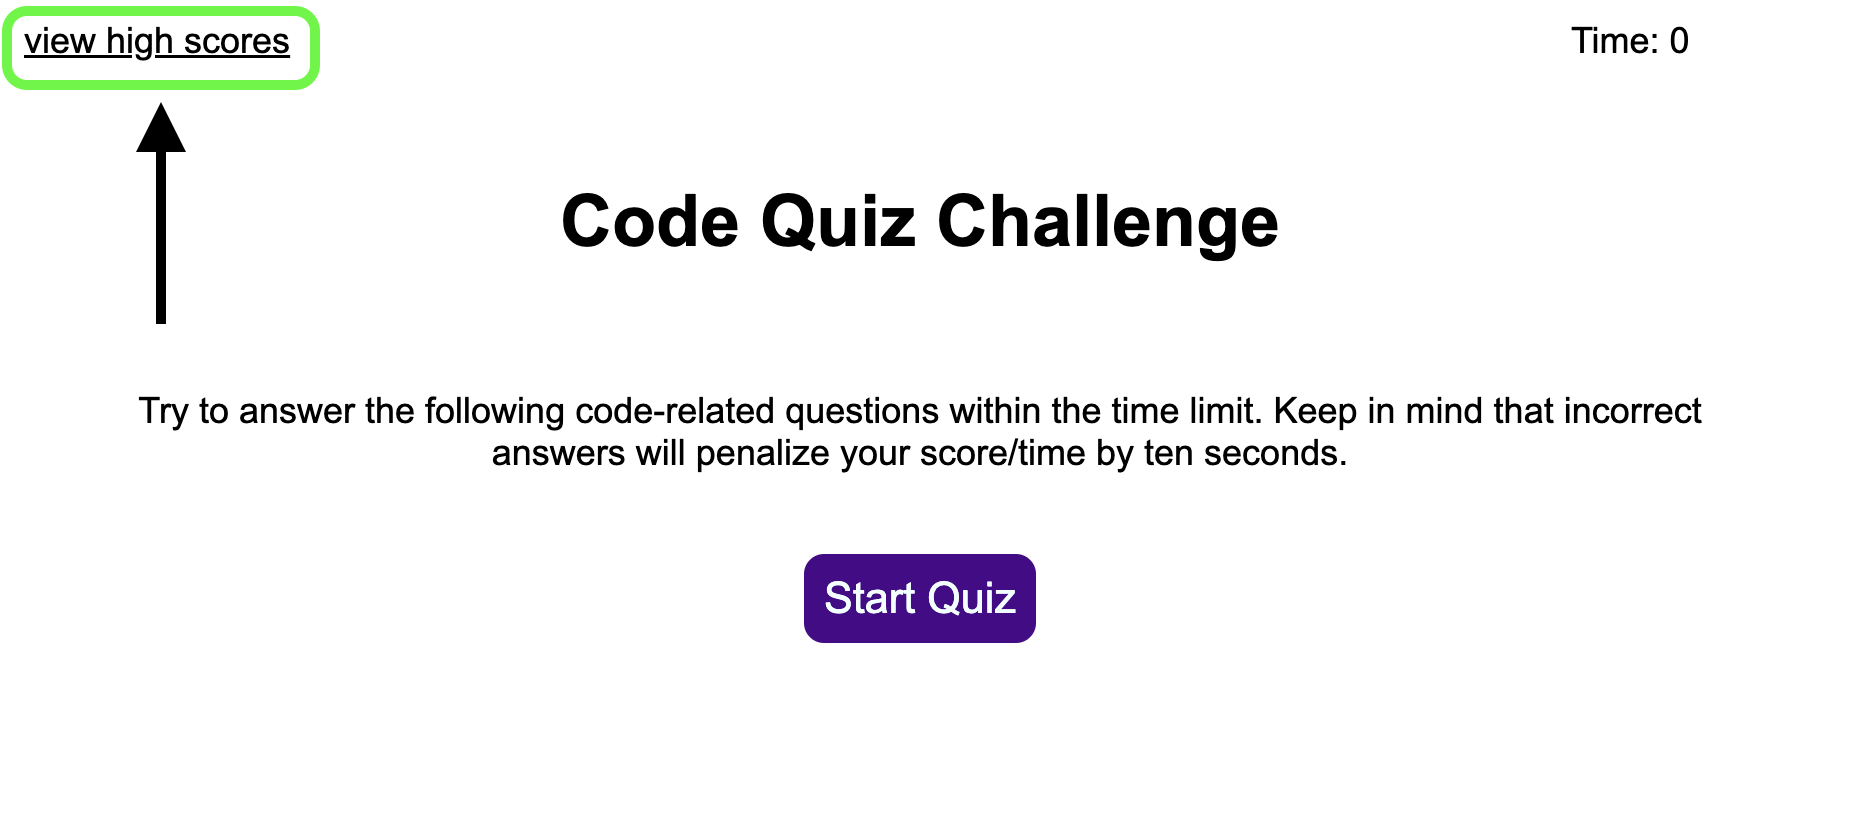 view high scores
Time: 0
Code Quiz Challenge
Try to answer the following code-related questions within the time limit. Keep in mind that incorrect
answers will penalize your score/time by ten seconds.
Start Quiz